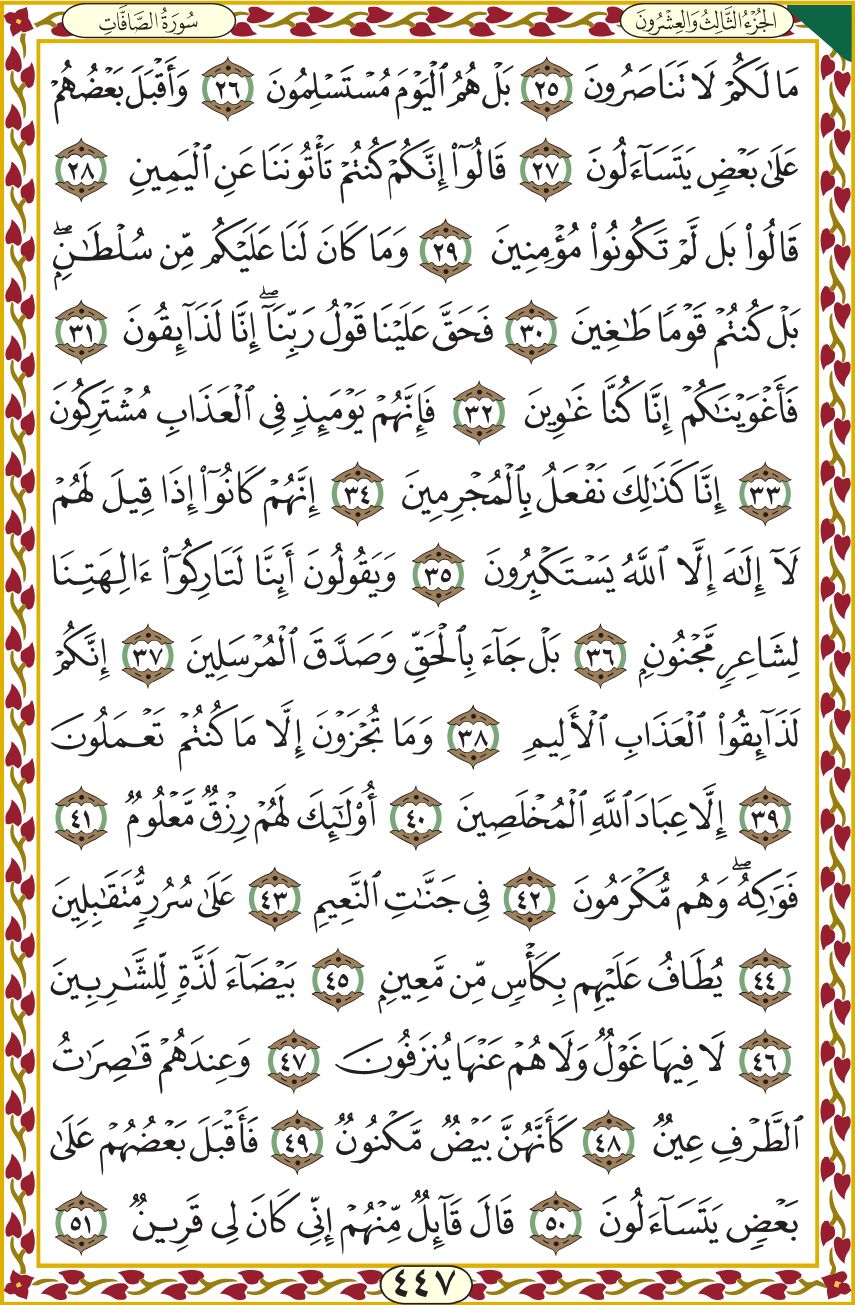 الجُزْءُ الثَّالِثُ وَالعِشْرُونَ
سُورَةُ الصَّافَّاتِ
مَا لَكُمْ لَا تَنَاصَرُونَ ٢٥ بَلْ هُمُ ٱلْيَوْمَ مُسْتَسْلِمُونَ ٢٦ وَأَقْبَلَ بَعْضُهُمْ
عَلَىٰ بَعْضٍ يَتَسَآءَلُونَ ٢٧ قَالُوٓاْ إِنَّكُمْ كُنتُمْ تَأْتُونَنَا عَنِ ٱلْيَمِينِ ٢٨
قَالُواْ بَل لَّمْ تَكُونُواْ مُؤْمِنِينَ ٢٩ وَمَا كَانَ لَنَا عَلَيْكُم مِّن سُلْطَـٰنٍۖ
بَلْ كُنتُمْ قَوْمًا طَـٰغِينَ ٣٠ فَحَقَّ عَلَيْنَا قَوْلُ رَبِّنَآۖ إِنَّا لَذَآئِقُونَ ٣١
فَأَغْوَيْنَـٰكُمْ إِنَّا كُنَّا غَـٰوِينَ ٣٢ فَإِنَّهُمْ يَوْمَئِذٍ فِى ٱلْعَذَابِ مُشْتَرِكُونَ
٣٣ إِنَّا كَذَٰلِكَ نَفْعَلُ بِٱلْمُجْرِمِينَ ٣٤ إِنَّهُمْ كَانُوٓاْ إِذَا قِيلَ لَهُمْ
لَآ إِلَـٰهَ إِلَّا ٱللَّهُ يَسْتَكْبِرُونَ ٣٥ وَيَقُولُونَ أَئِنَّا لَتَارِكُوٓاْ ءَالِهَتِنَا
لِشَاعِرٍ مَّجْنُونٍ ٣٦ بَلْ جَآءَ بِٱلْحَقِّ وَصَدَّقَ ٱلْمُرْسَلِينَ ٣٧ إِنَّكُمْ
لَذَآئِقُواْ ٱلْعَذَابِ ٱلْأَلِيمِ ٣٨ وَمَا تُجْزَوْنَ إِلَّا مَا كُنتُمْ تَعْمَلُونَ
٣٩ إِلَّا عِبَادَ ٱللَّهِ ٱلْمُخْلَصِينَ ٤٠ أُوْلَـٰٓئِكَ لَهُمْ رِزْقٌ مَّعْلُومٌ ٤١
فَوَٰكِهُۖ وَهُم مُّكْرَمُونَ ٤٢ فِى جَنَّـٰتِ ٱلنَّعِيمِ ٤٣ عَلَىٰ سُرُرٍ مُّتَقَـٰبِلِينَ
٤٤ يُطَافُ عَلَيْهِم بِكَأْسٍ مِّن مَّعِينٍ ٤٥ بَيْضَآءَ لَذَّةٍ لِّلشَّـٰرِبِينَ
٤٦ لَا فِيهَا غَوْلٌ وَلَا هُمْ عَنْهَا يُنزَفُونَ ٤٧ وَعِندَهُمْ قَـٰصِرَٰتُ
ٱلطَّرْفِ عِينٌ ٤٨ كَأَنَّهُنَّ بَيْضٌ مَّكْنُونٌ ٤٩ فَأَقْبَلَ بَعْضُهُمْ عَلَىٰ
بَعْضٍ يَتَسَآءَلُونَ ٥٠ قَالَ قَآئِلٌ مِّنْهُمْ إِنِّى كَانَ لِى قَرِينٌ ٥١
٤٤٧